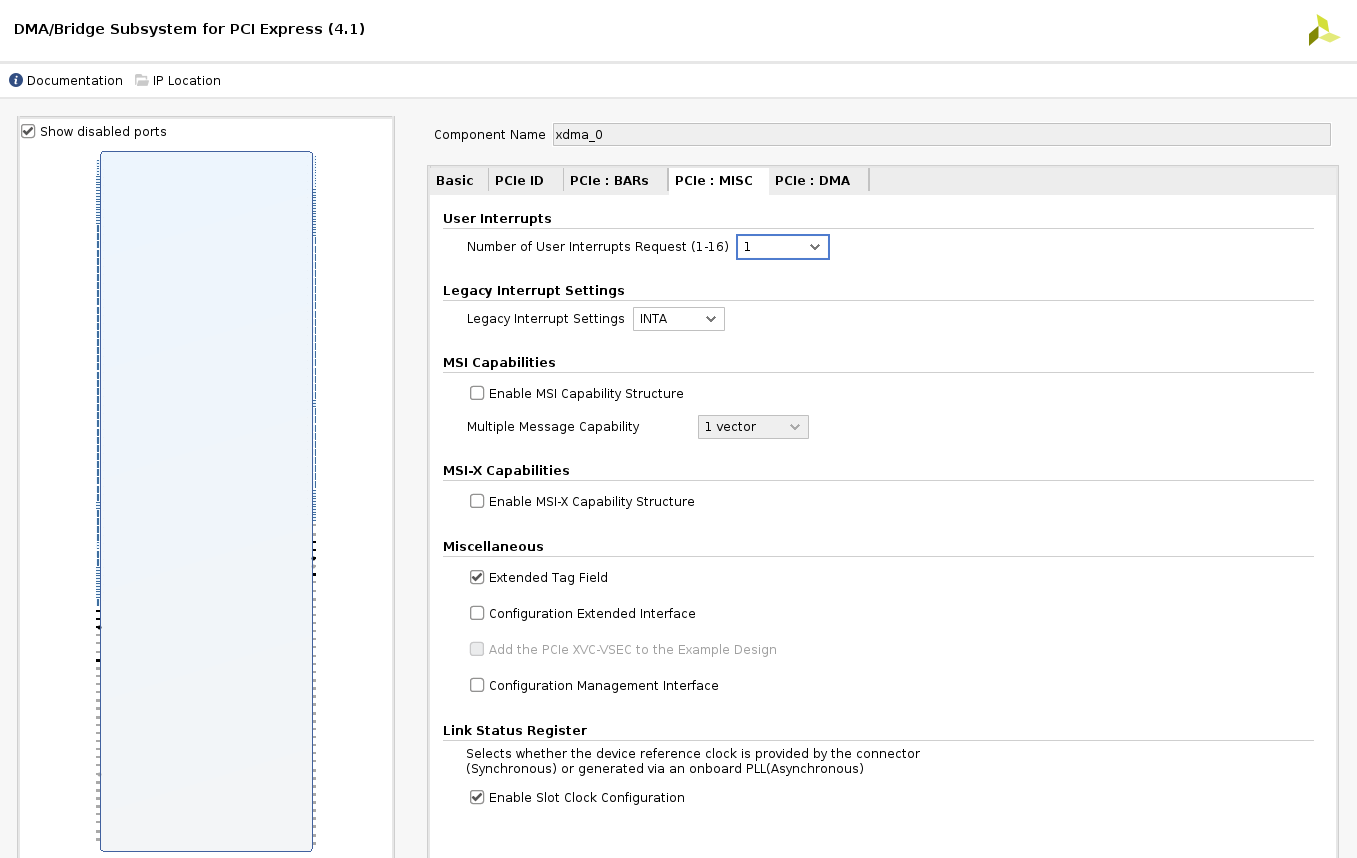 DMA/Bridge Subsystem for PCI Express (4.1)
Documentation IP Location
Show disabled ports
Component Name xdma_0
Basic PCIe ID PCIe : BARs PCIe : MISC PCIe : DMA
User Interrupts
Number of User Interrupts Request (1-16) 1
Legacy Interrupt Settings
Legacy Interrupt Settings INTA
MSI Capabilities
Enable MSI Capability Structure
Multiple Message Capability 1 vector
MSI-X Capabilities
Enable MSI-X Capability Structure
Miscellaneous
Extended Tag Field
Configuration Extended Interface
Add the PCIe XVC-VSEC to the Example Design
Configuration Management Interface
Link Status Register
Selects whether the device reference clock is provided by the connector
(Synchronous) or generated via an onboard PLL(Asynchronous)
Enable Slot Clock Configuration